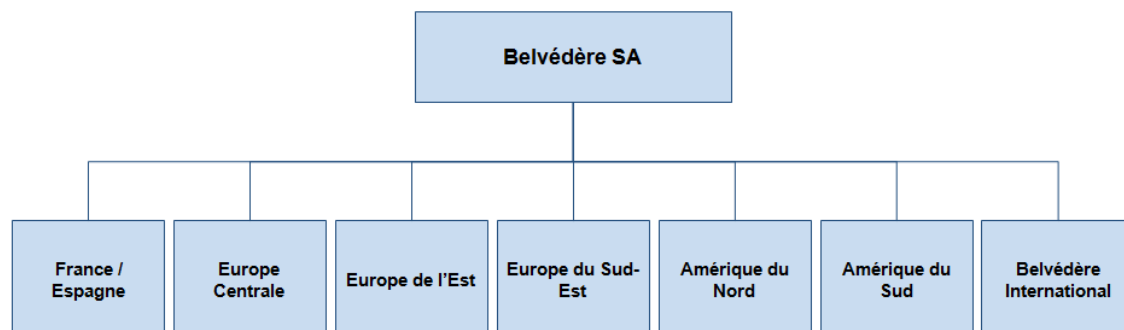 Belvédère SA
France /
Espagne
Europe
Centrale
Europe de l’Est
Europe du Sud-
Est
Amérique du
Nord
Amérique du
Sud
Belvédère
International